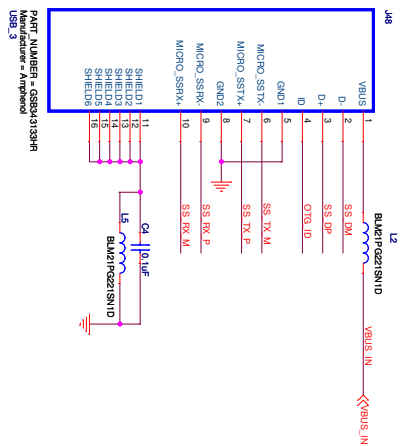 J48
VBUS
1
D-
2
SS_DM
D+
3
SS_DP
ID
4
OTG_ID
GND1
5
MICRO_SSTX-
6
SS_TX_M
MICRO_SSTX+
7
SS_TX_P
GND2
8
MICRO_SSRX-
9
SS_RX_P
MICRO_SSRX+
10
SS_RX_M
SHIELD1
11
SHIELD2
12
SHIELD3
13
SHIELD4
14
SHIELD5
15
SHIELD6
16
PART_NUMBER = GSB343133HR
Manufacturer = Amphenol
USB_3
L2
BLM21PG221SN1D
VBUS_IN
VBUS_IN
C4
0.1uF
L5
BLM21PG221SN1D